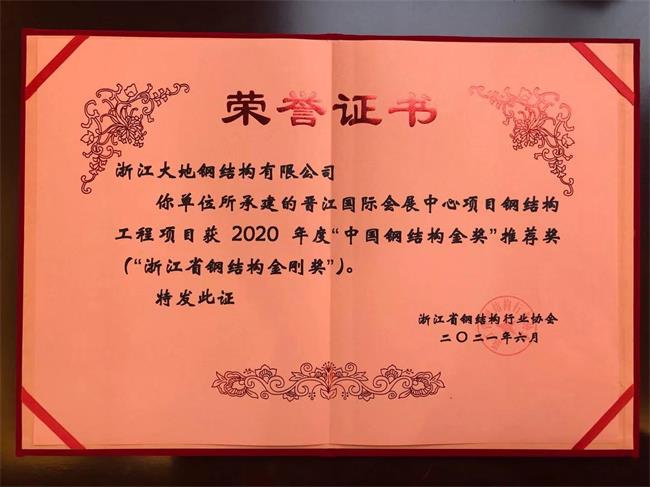 荣誉证书
浙江大地钢结构有限公司
你单位所承建的晋江国际会展中心项目钢结构
工程项目获 2020 年度“中国钢结构金奖”推荐奖
(“浙江省钢结构金刚奖”)。
特发此证
浙江省钢结构行业协会
二〇二一年六月